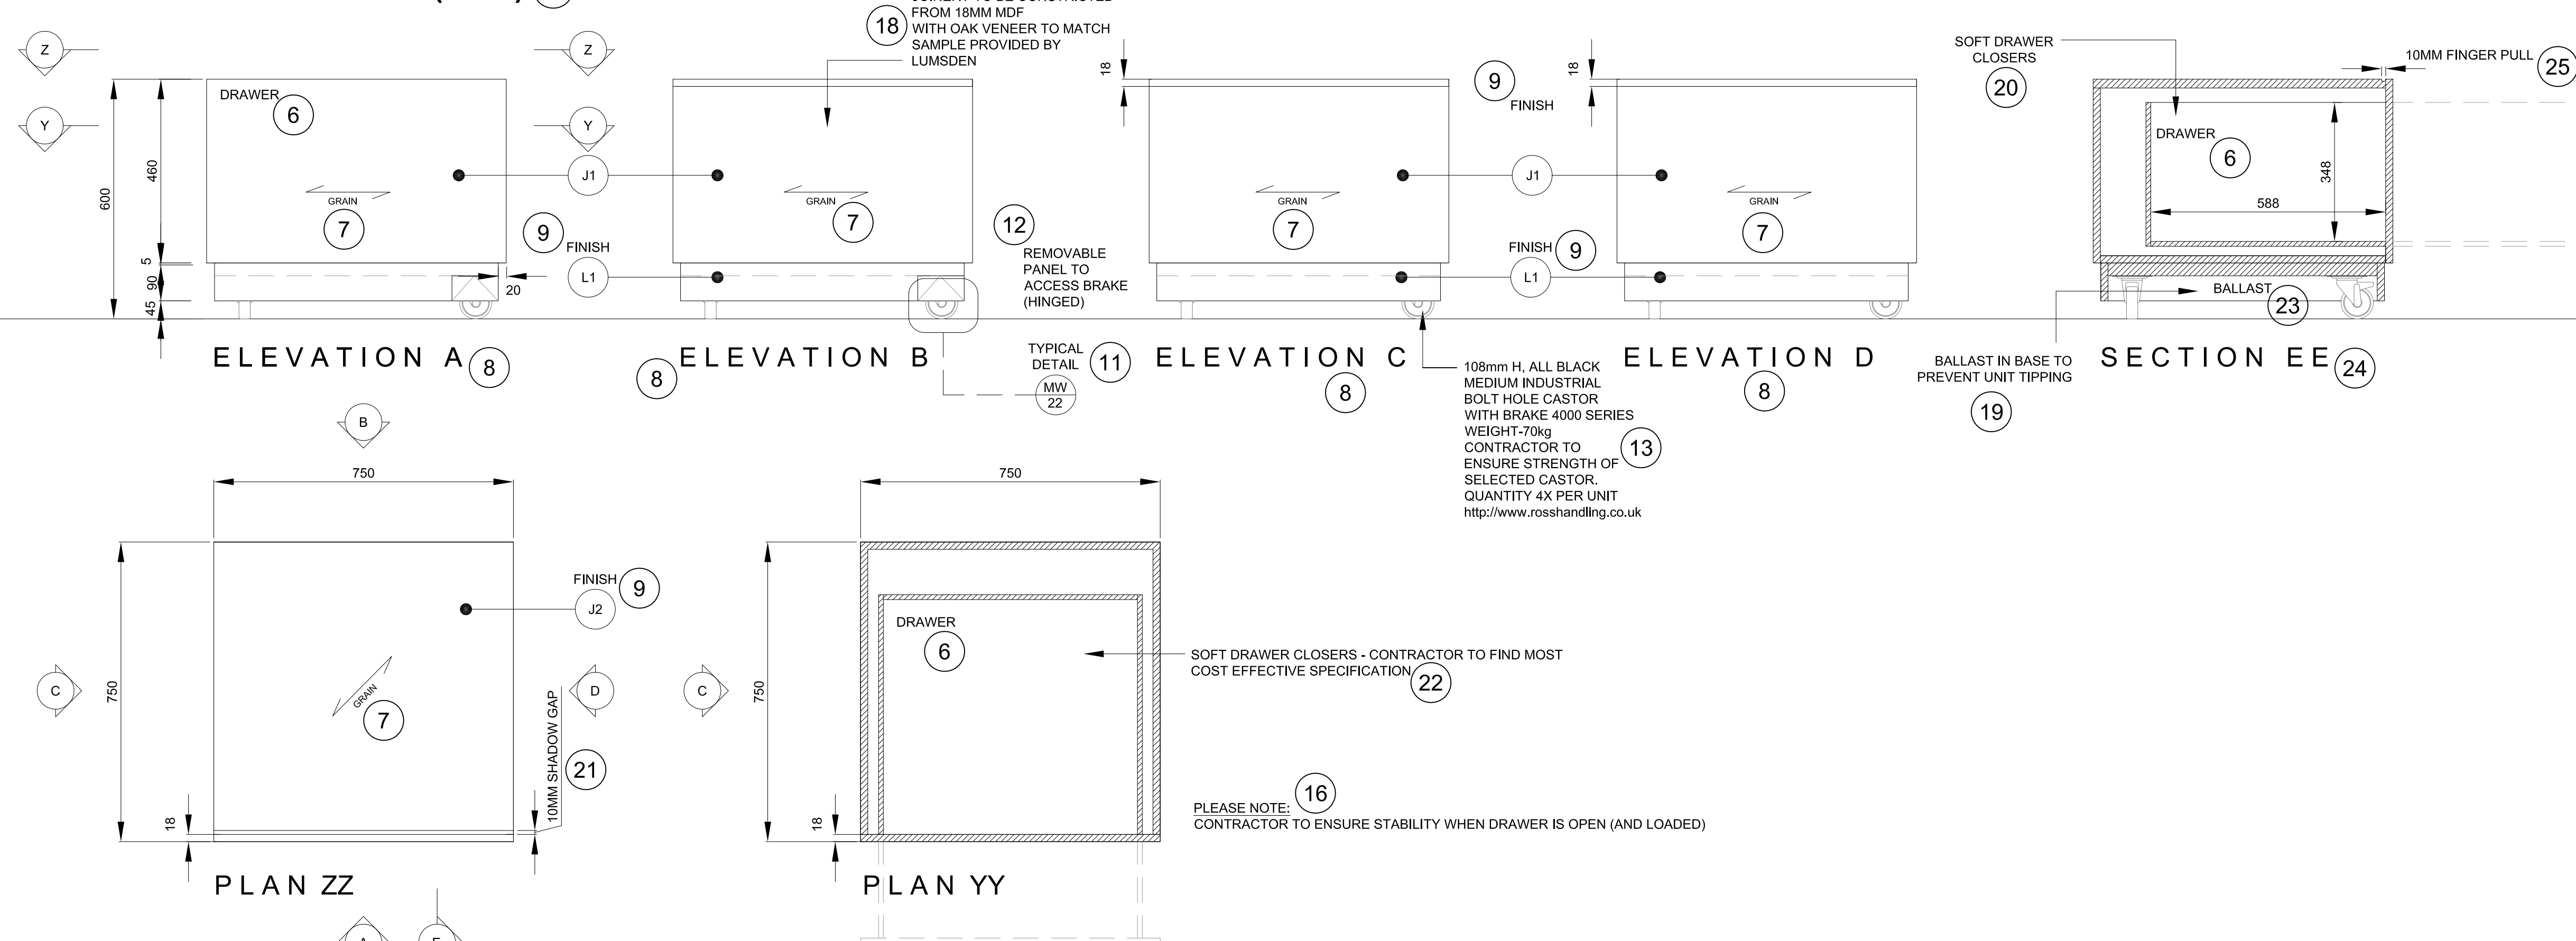 FROM 18MM MDF
WITH OAK VENEER TO MATCH
SAMPLE PROVIDED BY
LUMSDEN
18
Z
Z
Y
Y
DRAWER
6
600
460
5
90
45
20
GRAIN
7
J1
9
FINISH
L1
GRAIN
7
12
REMOVABLE
PANEL TO
ACCESS BRAKE
(HINGED)
18
9
FINISH
GRAIN
7
J1
FINISH
9
L1
18
GRAIN
7
SOFT DRAWER
CLOSERS
20
10MM FINGER PULL
25
DRAWER
6
348
588
BALLAST
23
ELEVATION A
8
8
ELEVATION B
TYPICAL
DETAIL
11
MW
22
ELEVATION C
8
108mm H, ALL BLACK
MEDIUM INDUSTRIAL
BOLT HOLE CASTOR
WITH BRAKE 4000 SERIES
WEIGHT-70kg
CONTRACTOR TO
ENSURE STRENGTH OF
SELECTED CASTOR.
QUANTITY 4X PER UNIT
http://www.rosshandling.co.uk
13
ELEVATION D
8
BALLAST IN BASE TO
PREVENT UNIT TIPPING
19
SECTION EE
24
B
750
750
FINISH
9
J2
GRAIN
7
C
D
10MM SHADOW GAP
21
18
PLAN ZZ
750
750
DRAWER
6
C
SOFT DRAWER CLOSERS - CONTRACTOR TO FIND MOST
COST EFFECTIVE SPECIFICATION
22
16
PLEASE NOTE:
CONTRACTOR TO ENSURE STABILITY WHEN DRAWER IS OPEN (AND LOADED)
18
PLAN YY